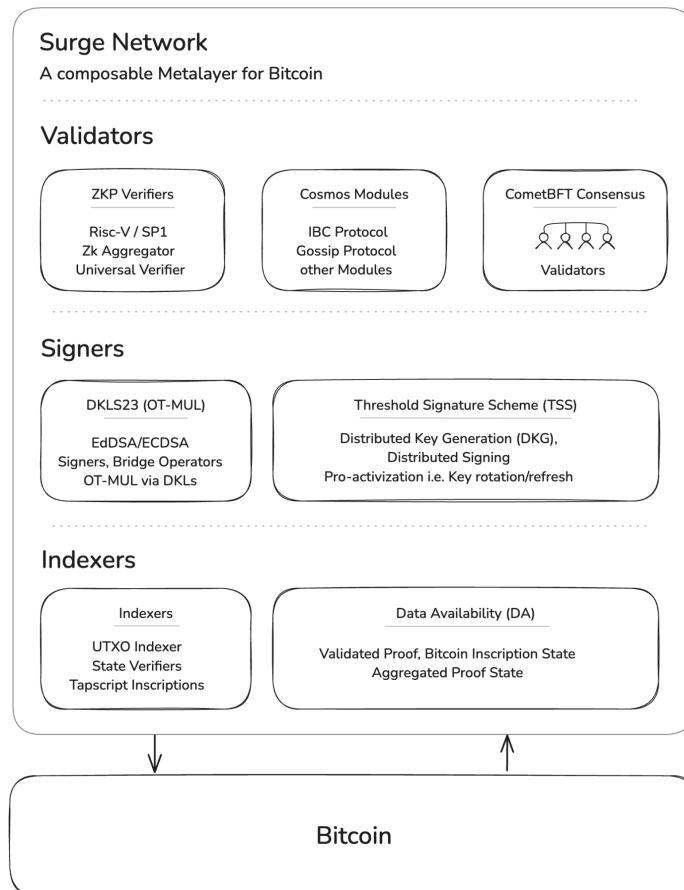 Surge Network
A composable Metalayer for Bitcoin
Validators
ZKP Verifiers
Risc-V / SP1
Zk Aggregator
Universal Verifier
Cosmos Modules
IBC Protocol
Gossip Protocol
other Modules
CometBFT Consensus
Validators
Signers
DKLS23 (OT-MUL)
EdDSA/ECDSA
Signers, Bridge Operators
OT-MUL via DKLs
Threshold Signature Scheme (TSS)
Distributed Key Generation (DKG),
Distributed Signing
Pro-activization i.e. Key rotation/refresh
Indexers
Indexers
UTXO Indexer
State Verifiers
Tapscript Inscriptions
Data Availability (DA)
Validated Proof, Bitcoin Inscription State
Aggregated Proof State
Bitcoin